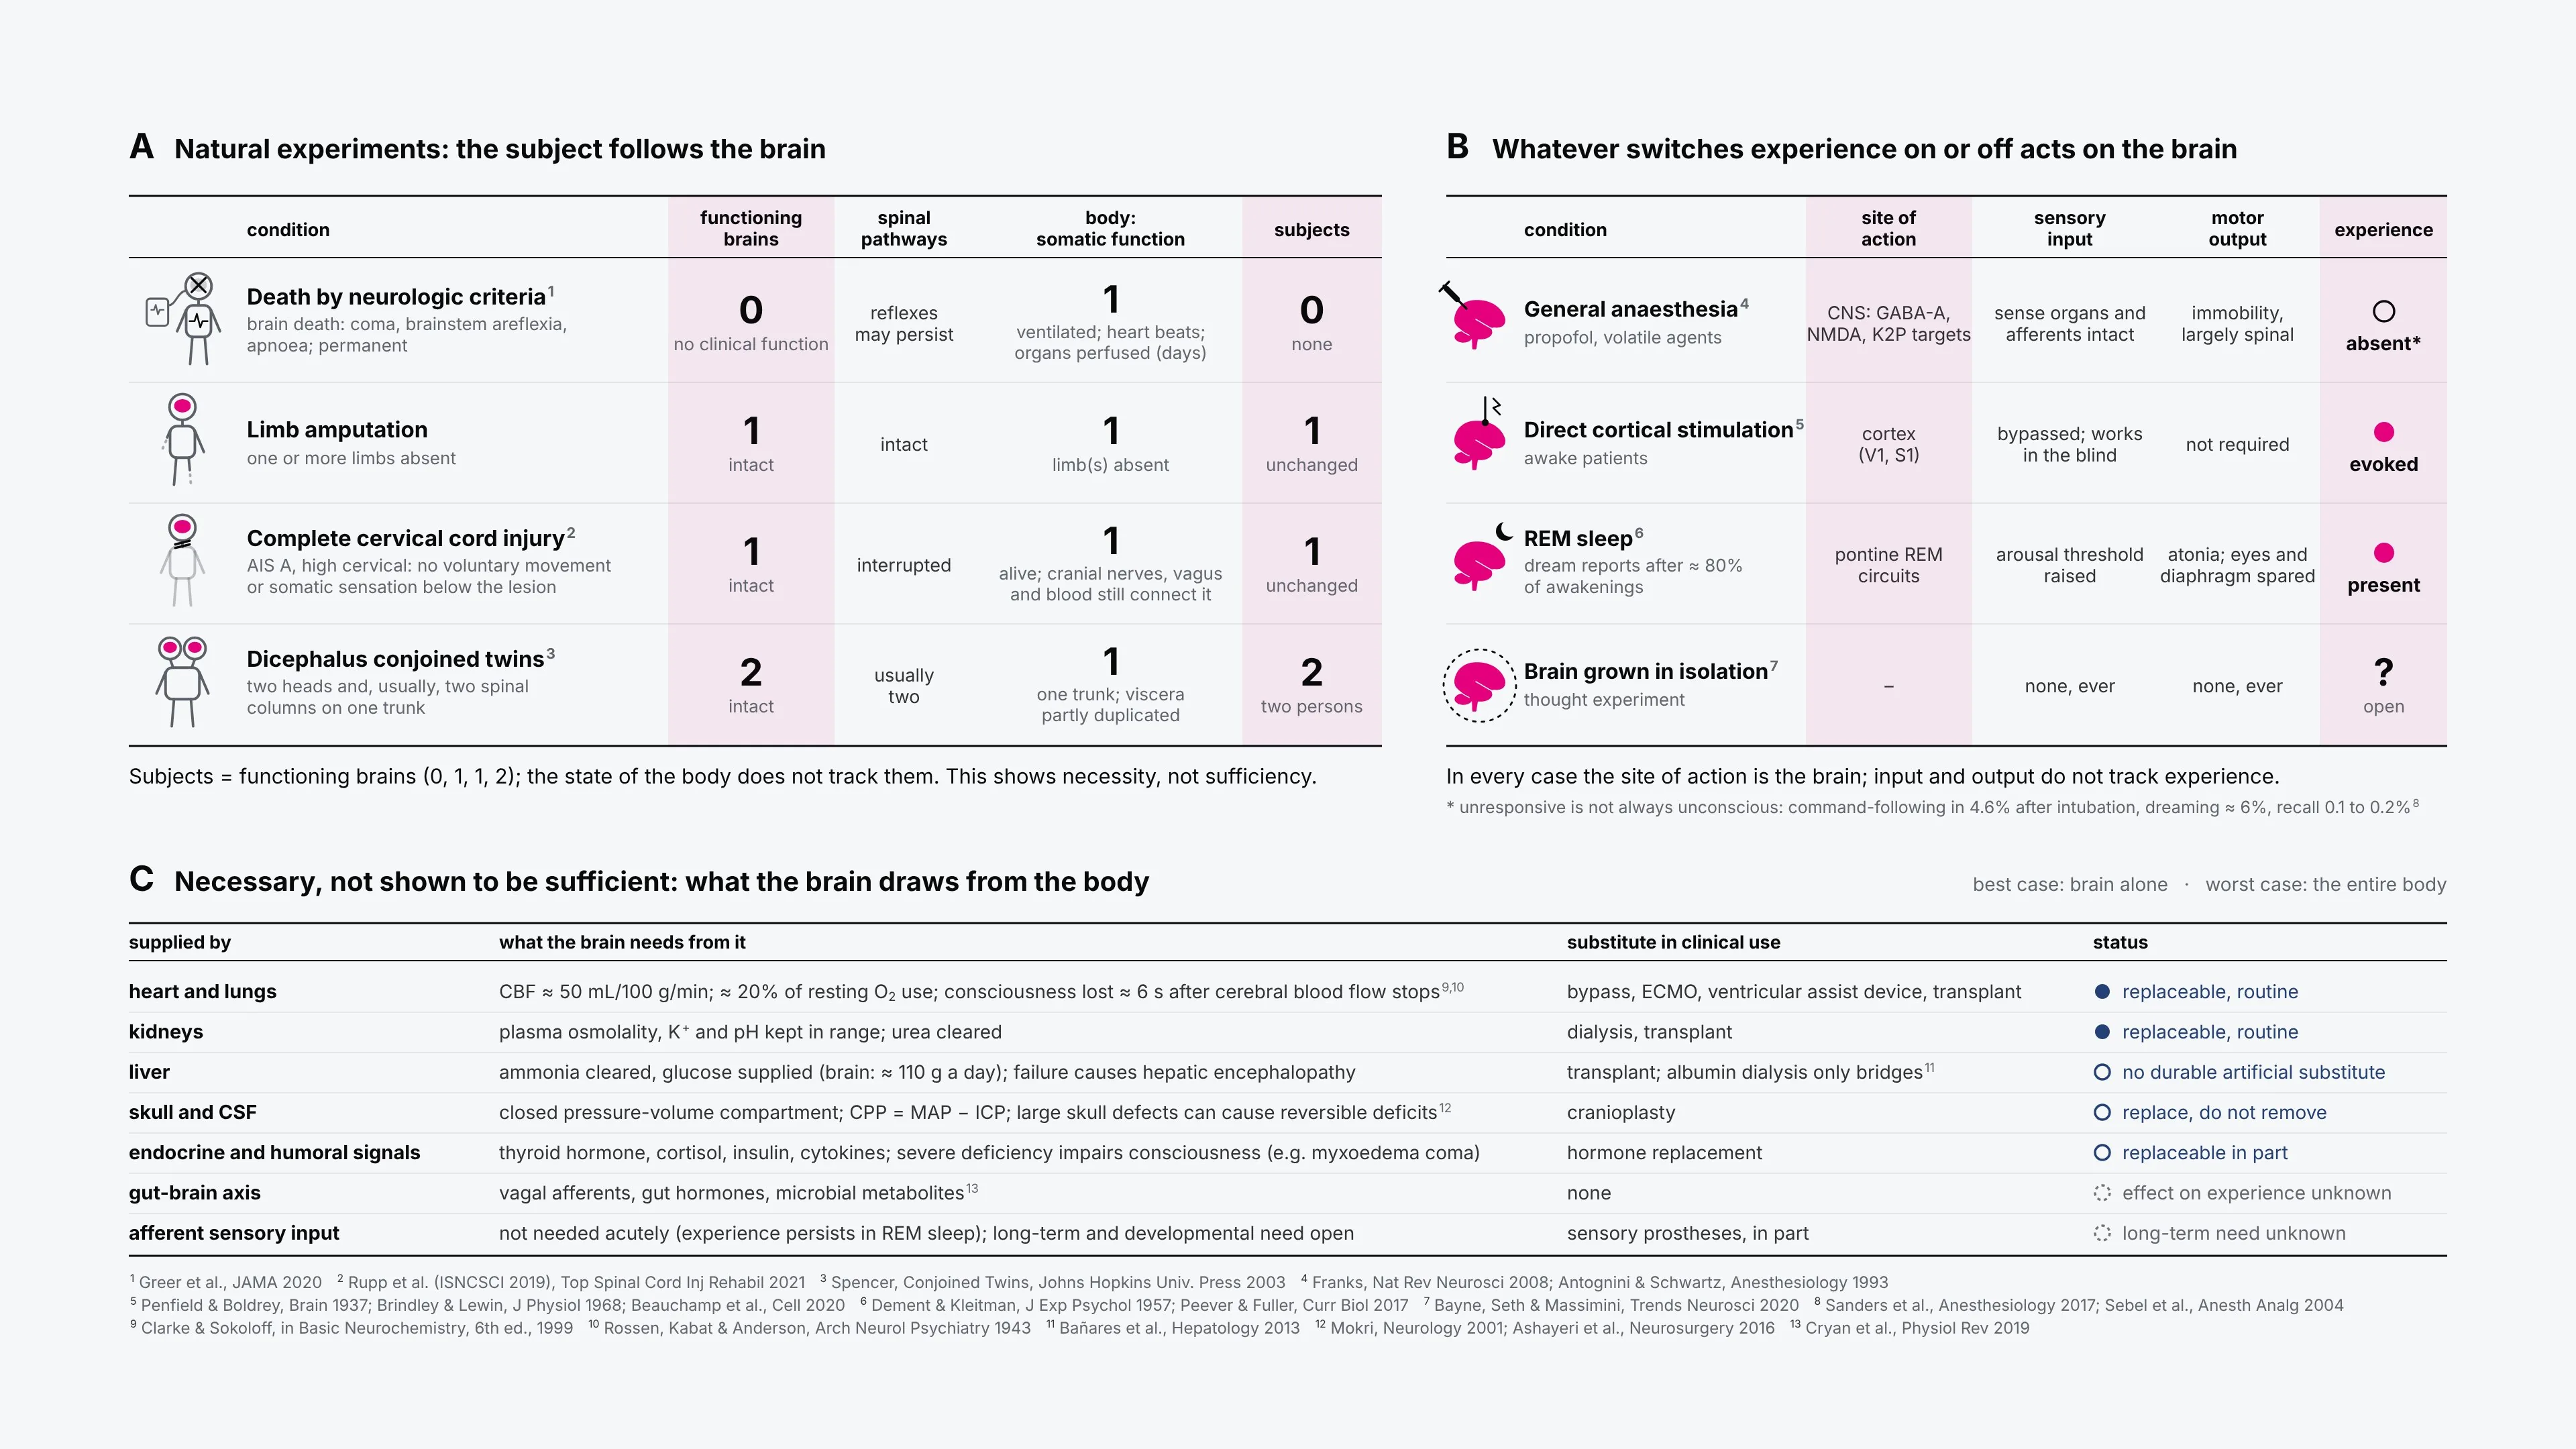 A Natural experiments: the subject follows the brain
condition
functioning
brains
spinal
pathways
body:
somatic function
subjects
Death by neurologic criteria¹
brain death: coma, brainstem areflexia,
apnoea; permanent
0
no clinical function
reflexes
may persist
1
ventilated; heart beats;
organs perfused (days)
0
none
Limb amputation
one or more limbs absent
1
intact
intact
1
limb(s) absent
1
unchanged
Complete cervical cord injury²
AIS A, high cervical: no voluntary movement
or somatic sensation below the lesion
1
intact
interrupted
1
alive; cranial nerves, vagus
and blood still connect it
1
unchanged
Dicephalus conjoined twins³
two heads and, usually, two spinal
columns on one trunk
2
intact
usually
two
1
one trunk; viscera
partly duplicated
2
two persons
Subjects = functioning brains (0, 1, 1, 2); the state of the body does not track them. This shows necessity, not sufficiency.
B Whatever switches experience on or off acts on the brain
condition
site of
action
sensory
input
motor
output
experience
General anaesthesia⁴
propofol, volatile agents
CNS: GABA-A,
NMDA, K2P targets
sense organs and
afferents intact
immobility,
largely spinal
absent*
Direct cortical stimulation⁵
awake patients
cortex
(V1, S1)
bypassed; works
in the blind
not required
evoked
REM sleep⁶
dream reports after ≈ 80%
of awakenings
pontine REM
circuits
arousal threshold
raised
atonia; eyes and
diaphragm spared
present
Brain grown in isolation⁷
thought experiment
–
none, ever
none, ever
?
open
In every case the site of action is the brain; input and output do not track experience.
* unresponsive is not always unconscious: command-following in 4.6% after intubation, dreaming ≈ 6%, recall 0.1 to 0.2%⁸
C Necessary, not shown to be sufficient: what the brain draws from the body
best case: brain alone · worst case: the entire body
supplied by what the brain needs from it substitute in clinical use status
heart and lungs CBF ≈ 50 mL/100 g/min; ≈ 20% of resting O₂ use; consciousness lost ≈ 6 s after cerebral blood flow stops⁹,¹⁰ bypass, ECMO, ventricular assist device, transplant replaceable, routine
kidneys plasma osmolality, K⁺ and pH kept in range; urea cleared dialysis, transplant replaceable, routine
liver ammonia cleared, glucose supplied (brain: ≈ 110 g a day); failure causes hepatic encephalopathy transplant; albumin dialysis only bridges¹¹ no durable artificial substitute
skull and CSF closed pressure-volume compartment; CPP = MAP − ICP; large skull defects can cause reversible deficits¹² cranioplasty replace, do not remove
endocrine and humoral signals thyroid hormone, cortisol, insulin, cytokines; severe deficiency impairs consciousness (e.g. myxoedema coma) hormone replacement replaceable in part
gut-brain axis vagal afferents, gut hormones, microbial metabolites¹³ none effect on experience unknown
afferent sensory input not needed acutely (experience persists in REM sleep); long-term and developmental need open sensory prostheses, in part long-term need unknown
¹ Greer et al., JAMA 2020 ² Rupp et al. (ISNCSCI 2019), Top Spinal Cord Inj Rehabil 2021 ³ Spencer, Conjoined Twins, Johns Hopkins Univ. Press 2003 ⁴ Franks, Nat Rev Neurosci 2008; Antognini & Schwartz, Anesthesiology 1993
⁵ Penfield & Boldrey, Brain 1937; Brindley & Lewin, J Physiol 1968; Beauchamp et al., Cell 2020 ⁶ Dement & Kleitman, J Exp Psychol 1957; Peever & Fuller, Curr Biol 2017 ⁷ Bayne, Seth & Massimini, Trends Neurosci 2020 ⁸ Sanders et al., Anesthesiology 2017; Sebel et al., Anesth Analg 2004
⁹ Clarke & Sokoloff, in Basic Neurochemistry, 6th ed., 1999 ¹⁰ Rossen, Kabat & Anderson, Arch Neurol Psychiatry 1943 ¹¹ Bañares et al., Hepatology 2013 ¹² Mokri, Neurology 2001; Ashayeri et al., Neurosurgery 2016 ¹³ Cryan et al., Physiol Rev 2019